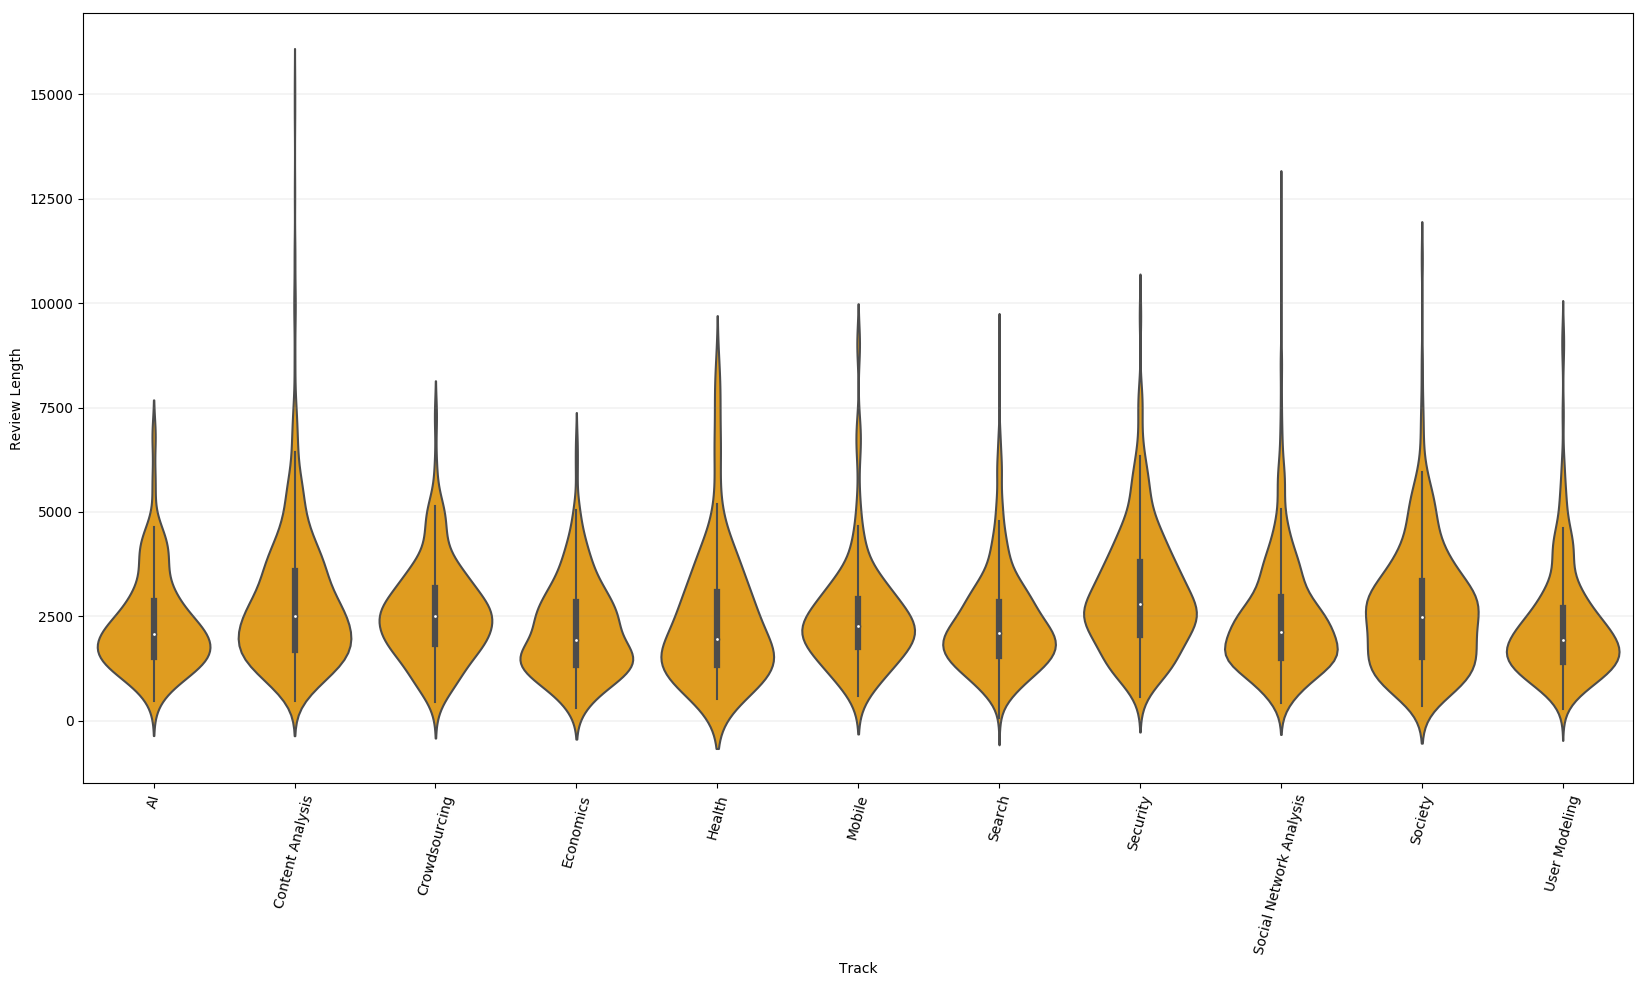 15000
12500
10000
7500
5000
2500
0
Review Length
AI
Content Analysis
Crowdsourcing
Economics
Health
Mobile
Search
Security
Social Network Analysis
Society
User Modeling
Track